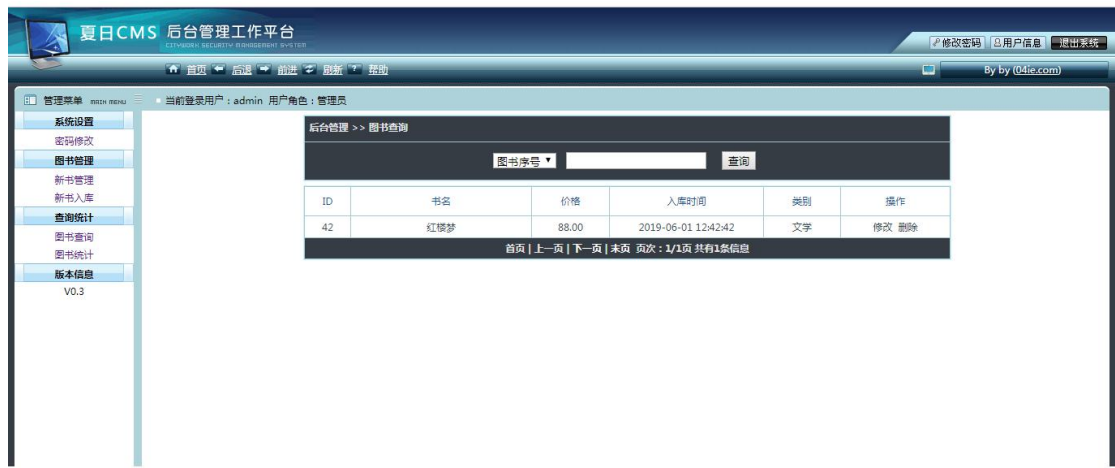 夏日CMS 后台管理工作平台
CITYWORK SECURITY MANAGEMENT SYSTEM
修改密码 用户信息 退出系统
首页 后退 前进 刷新 帮助
By by (04ie.com)
管理菜单 MAIN MENU
当前登录用户：admin 用户角色：管理员
系统设置
密码修改
图书管理
新书管理
新书入库
查询统计
图书查询
图书统计
版本信息
V0.3
后台管理 >> 图书查询
图书序号 查询
ID 书名 价格 入库时间 类别 操作
42 红楼梦 88.00 2019-06-01 12:42:42 文学 修改 删除
首页 | 上一页 | 下一页 | 末页 页次：1/1页 共有1条信息